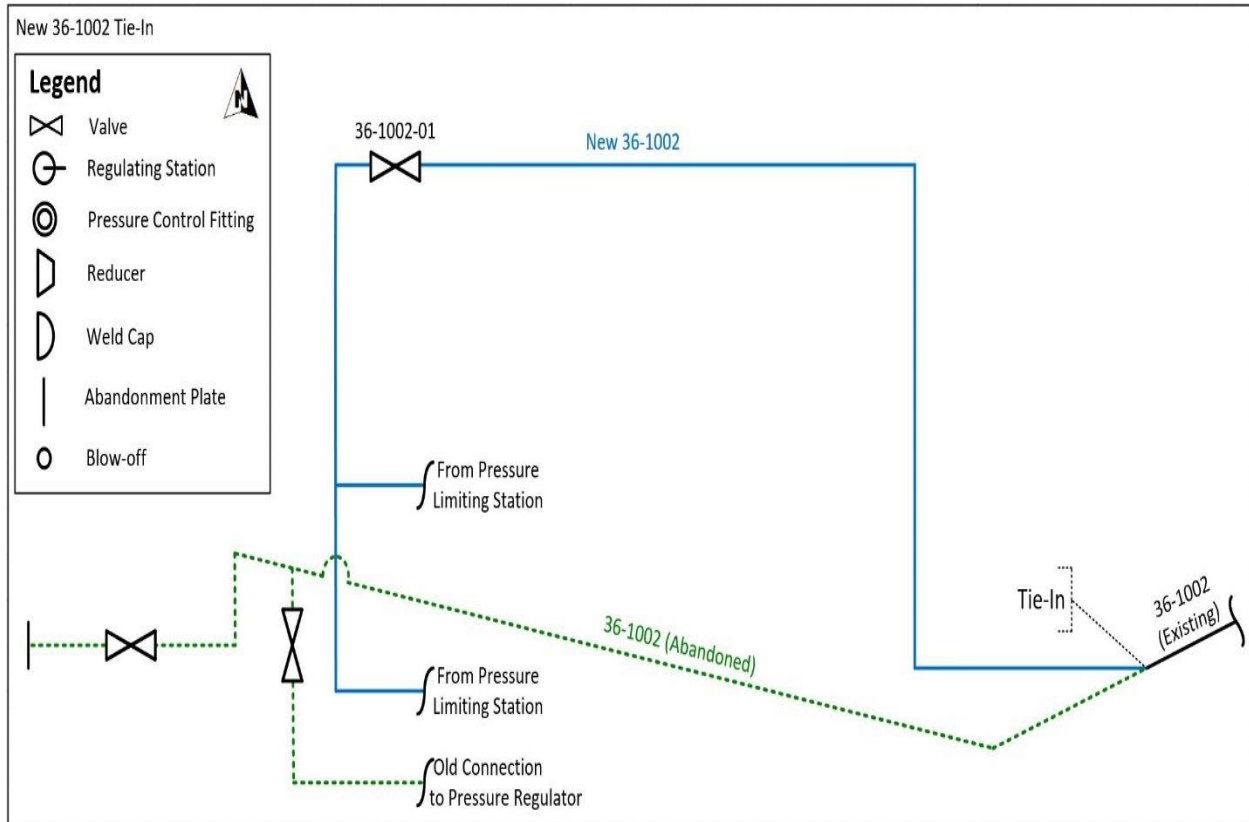 New 36-1002 Tie-In
Legend
N
Valve
Regulating Station
Pressure Control Fitting
Reducer
Weld Cap
Abandonment Plate
Blow-off
36-1002-01
New 36-1002
From Pressure
Limiting Station
36-1002 (Abandoned)
Tie-In
36-1002
(Existing)
From Pressure
Limiting Station
Old Connection
to Pressure Regulator